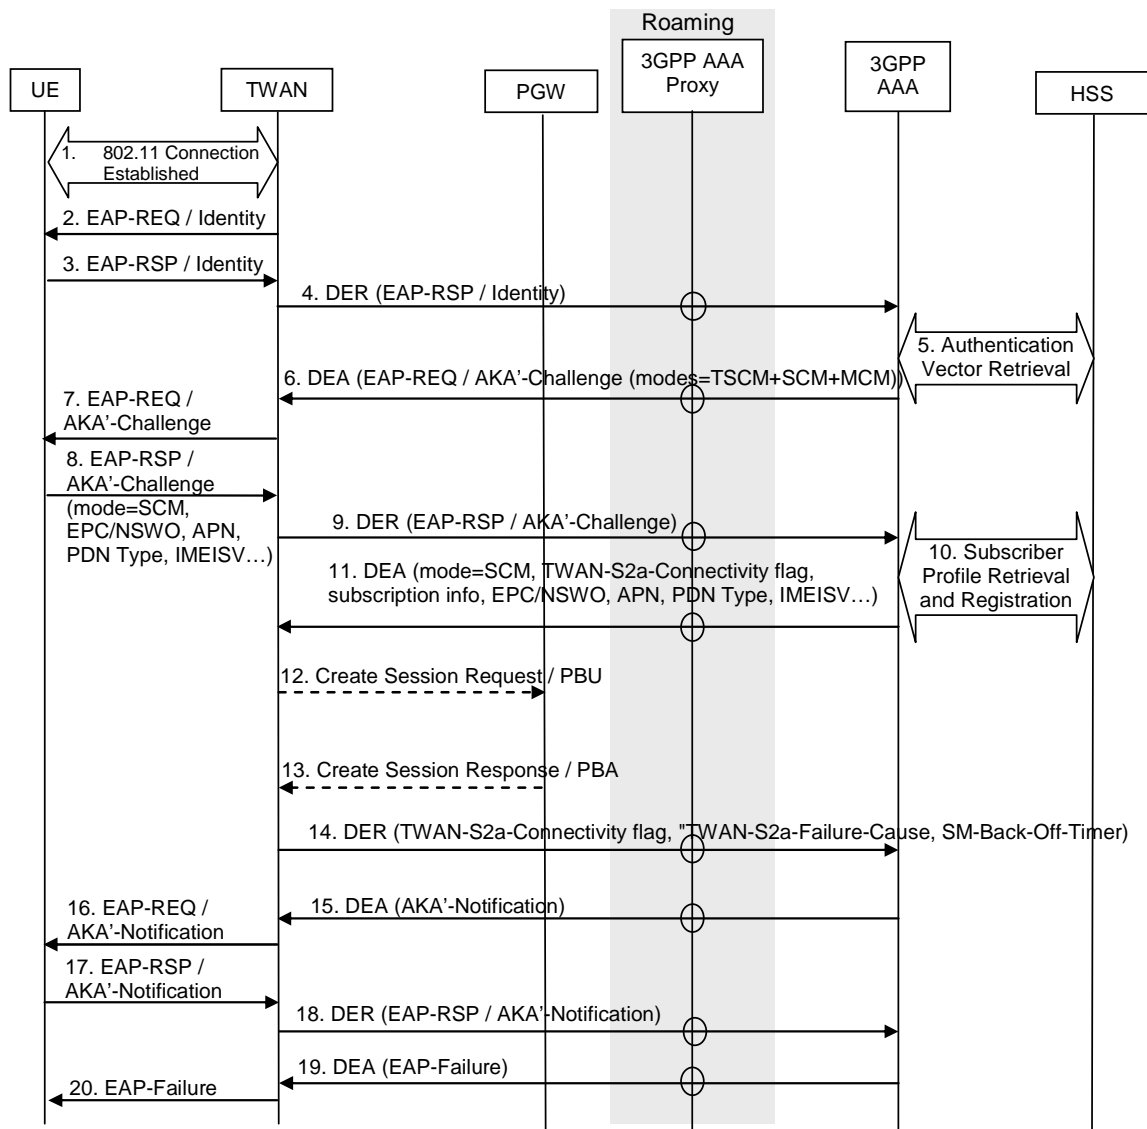 Roaming
UE
TWAN
PGW
3GPP AAA
Proxy
3GPP
AAA
HSS
1. 802.11 Connection
Established
2. EAP-REQ / Identity
3. EAP-RSP / Identity
4. DER (EAP-RSP / Identity)
5. Authentication
Vector Retrieval
6. DEA (EAP-REQ / AKA'-Challenge (modes=TSCM+SCM+MCM))
7. EAP-REQ /
AKA'-Challenge
8. EAP-RSP /
AKA'-Challenge
(mode=SCM,
EPC/NSWO, APN,
PDN Type, IMEISV…)
9. DER (EAP-RSP / AKA'-Challenge)
10. Subscriber
Profile Retrieval
and Registration
11. DEA (mode=SCM, TWAN-S2a-Connectivity flag,
subscription info, EPC/NSWO, APN, PDN Type, IMEISV…)
12. Create Session Request / PBU
13. Create Session Response / PBA
14. DER (TWAN-S2a-Connectivity flag, "TWAN-S2a-Failure-Cause, SM-Back-Off-Timer)
15. DEA (AKA'-Notification)
16. EAP-REQ /
AKA'-Notification
17. EAP-RSP /
AKA'-Notification
18. DER (EAP-RSP / AKA'-Notification)
19. DEA (EAP-Failure)
20. EAP-Failure